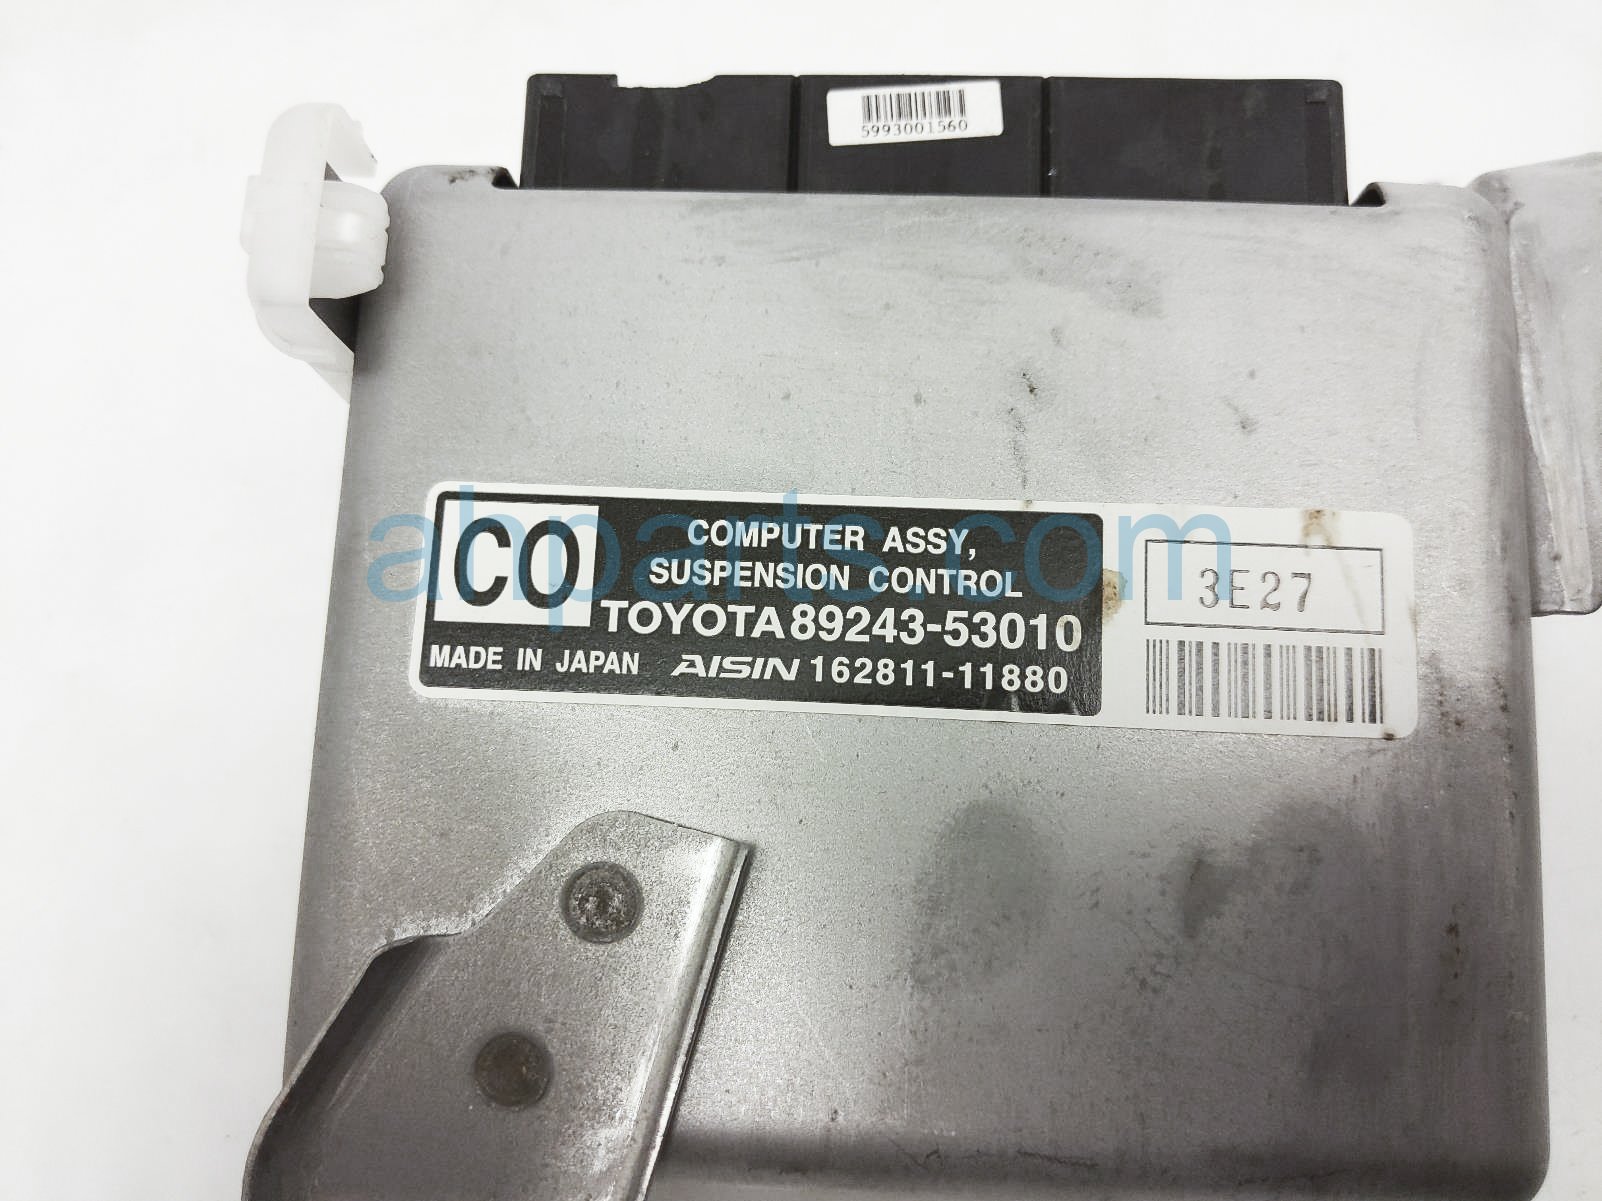 5993001560
CO
COMPUTER ASSY,
SUSPENSION CONTROL
TOYOTA 89243-53010
MADE IN JAPAN AISIN 162811-11880
3E27
ahparts.com